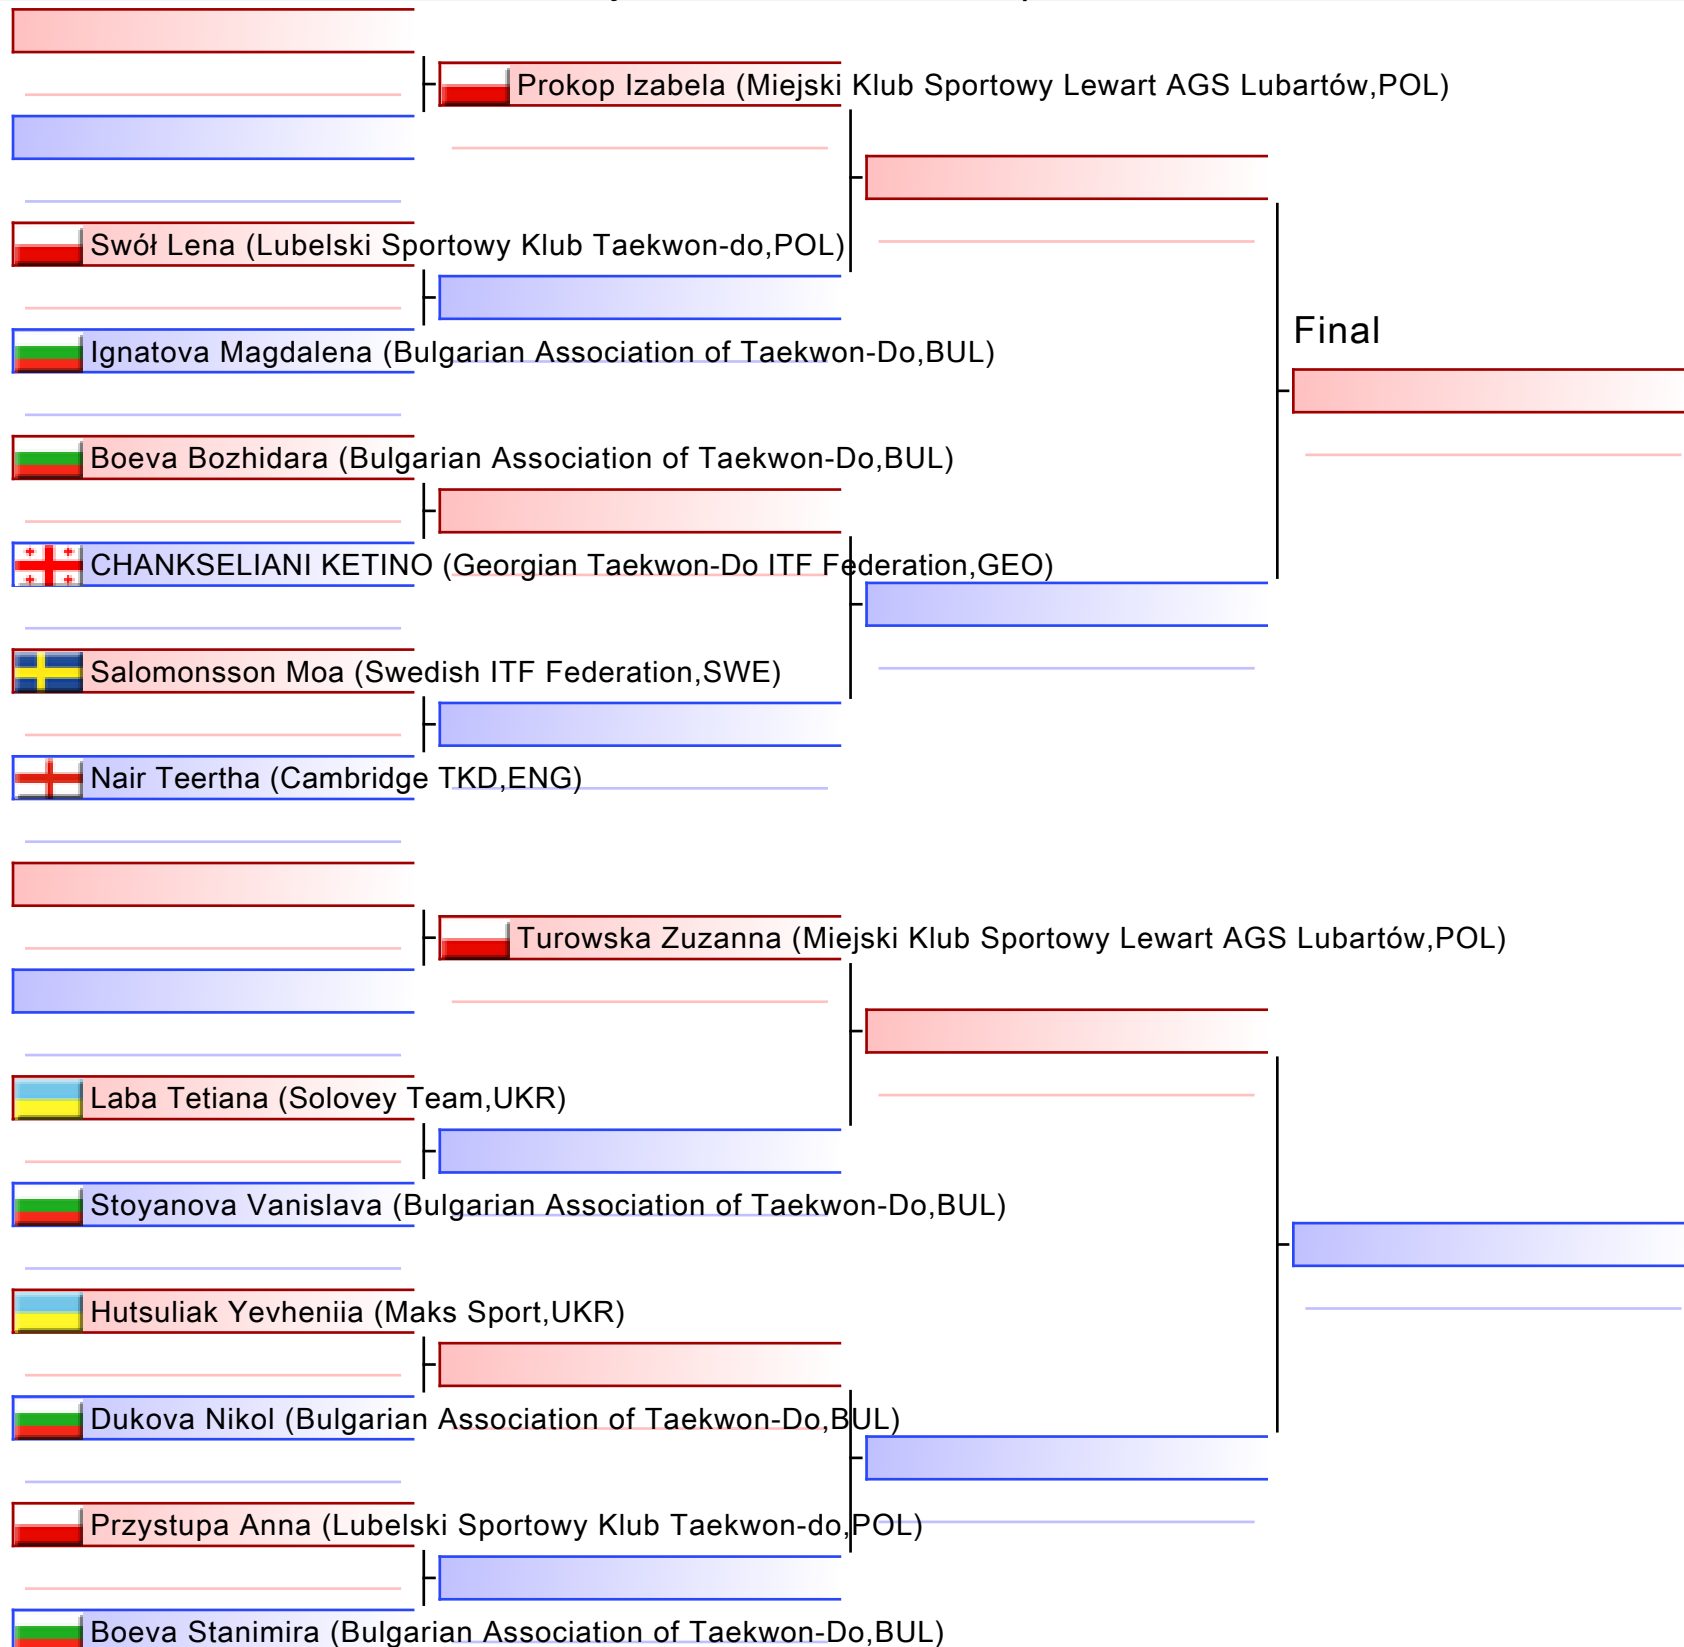 Prokop Izabela (Miejski Klub Sportowy Lewart AGS Lubartów,POL)
Swół Lena (Lubelski Sportowy Klub Taekwon-do,POL)
Final
Ignatova Magdalena (Bulgarian Association of Taekwon-Do,BUL)
Boeva Bozhidara (Bulgarian Association of Taekwon-Do,BUL)
CHANKSELIANI KETINO (Georgian Taekwon-Do ITF Federation,GEO)
Salomonsson Moa (Swedish ITF Federation,SWE)
Nair Teertha (Cambridge TKD,ENG)
Turowska Zuzanna (Miejski Klub Sportowy Lewart AGS Lubartów,POL)
Laba Tetiana (Solovey Team,UKR)
Stoyanova Vanislava (Bulgarian Association of Taekwon-Do,BUL)
Hutsuliak Yevheniia (Maks Sport,UKR)
Dukova Nikol (Bulgarian Association of Taekwon-Do,BUL)
Przystupa Anna (Lubelski Sportowy Klub Taekwon-do,POL)
Boeva Stanimira (Bulgarian Association of Taekwon-Do,BUL)